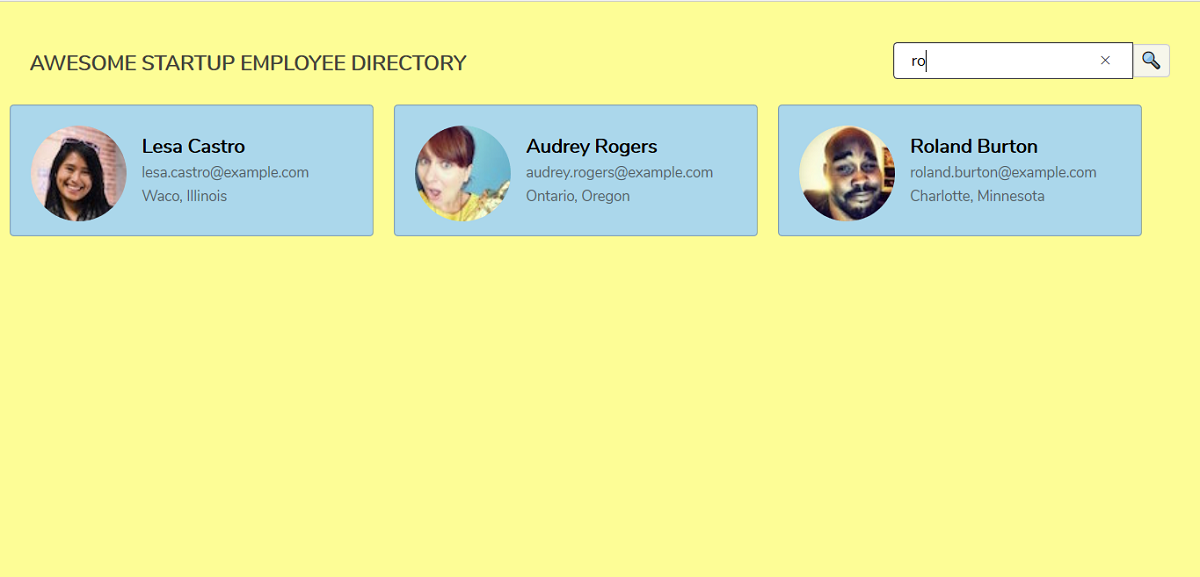 AWESOME STARTUP EMPLOYEE DIRECTORY
ro
Lesa Castro
lesa.castro@example.com
Waco, Illinois
Audrey Rogers
audrey.rogers@example.com
Ontario, Oregon
Roland Burton
roland.burton@example.com
Charlotte, Minnesota